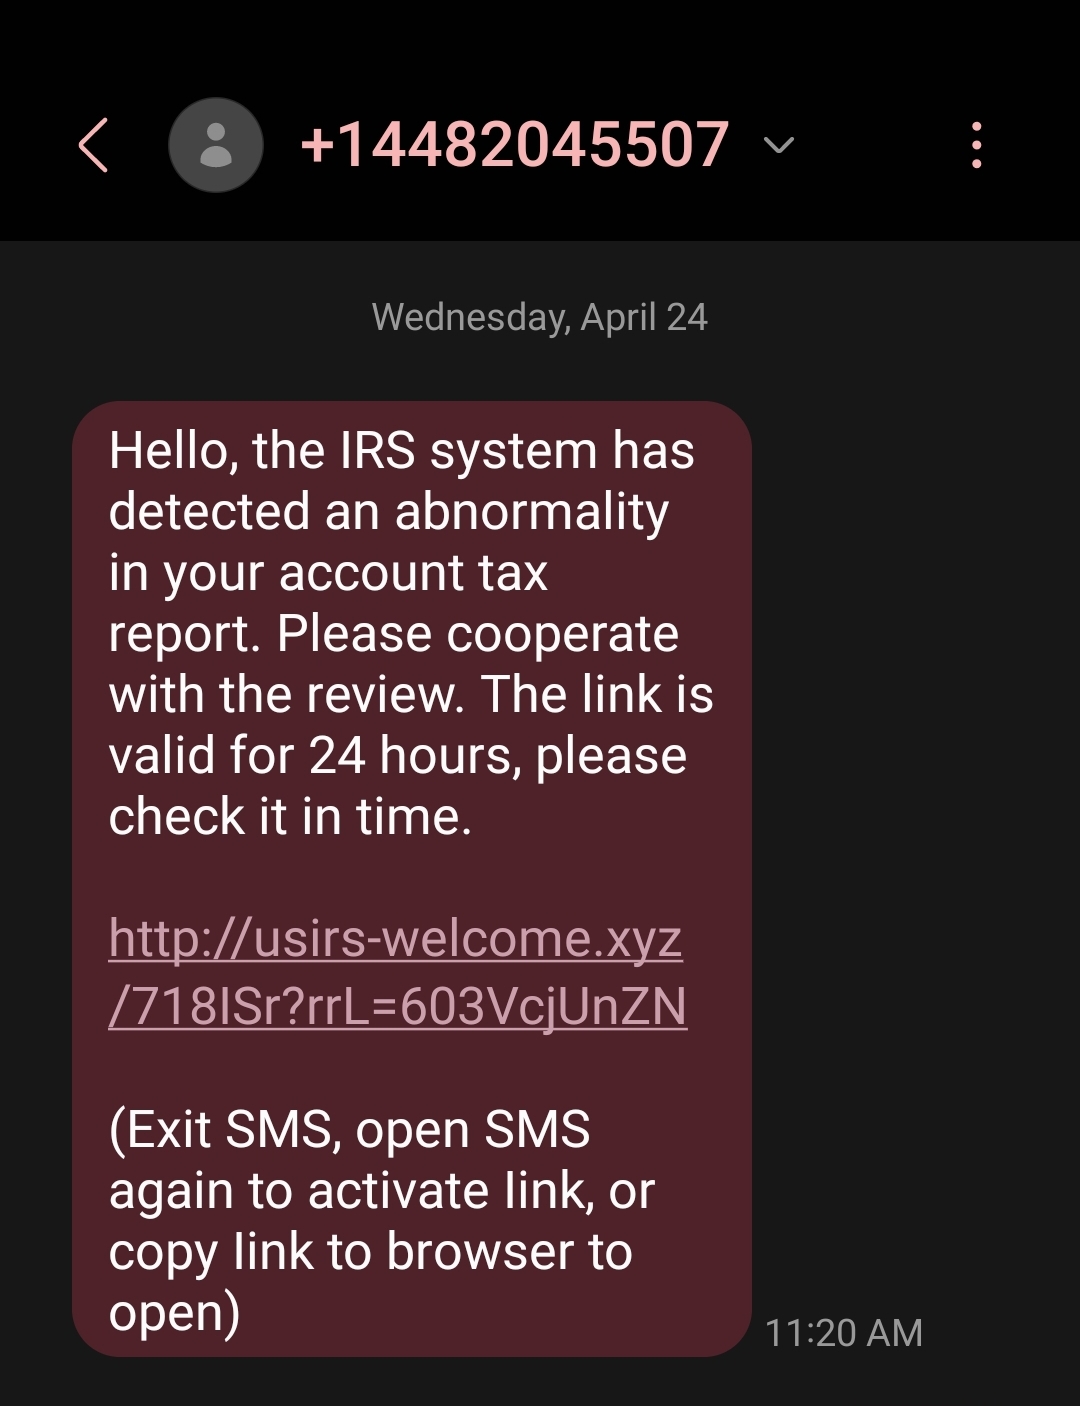 +14482045507
Wednesday, April 24
Hello, the IRS system has
detected an abnormality
in your account tax
report. Please cooperate
with the review. The link is
valid for 24 hours, please
check it in time.
http://usirs-welcome.xyz
/718lSr?rrL=603VcjUnZN
(Exit SMS, open SMS
again to activate link, or
copy link to browser to
open)
11:20 AM